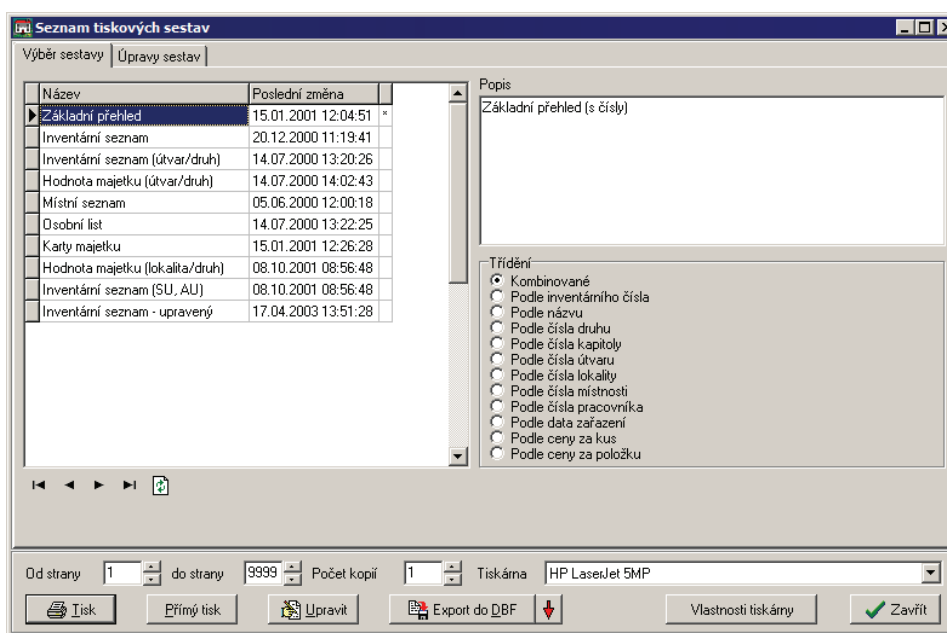 Seznam tiskových sestav
Výběr sestavy
Úpravy sestav
Název Poslední změna
Základní přehled 15.01.2001 12:04:51 *
Inventární seznam 20.12.2000 11:19:41
Inventární seznam (útvar/druh) 14.07.2000 13:20:26
Hodnota majetku (útvar/druh) 14.07.2000 14:02:43
Místní seznam 05.06.2000 12:00:18
Osobní list 14.07.2000 13:22:25
Karty majetku 15.01.2001 12:26:28
Hodnota majetku (lokalita/druh) 08.10.2001 08:56:48
Inventární seznam (SU, AU) 08.10.2001 08:56:48
Inventární seznam - upravený 17.04.2003 13:51:28
Popis
Základní přehled (s čísly)
Třídění
Kombinované
Podle inventárního čísla
Podle názvu
Podle čísla druhu
Podle čísla kapitoly
Podle čísla útvaru
Podle čísla lokality
Podle čísla místnosti
Podle čísla pracovníka
Podle data zařazení
Podle ceny za kus
Podle ceny za položku
Od strany 1 do strany 9999 Počet kopií 1 Tiskárna HP LaserJet 5MP
Tisk Přímý tisk Upravit Export do DBF Vlastnosti tiskárny Zavřít